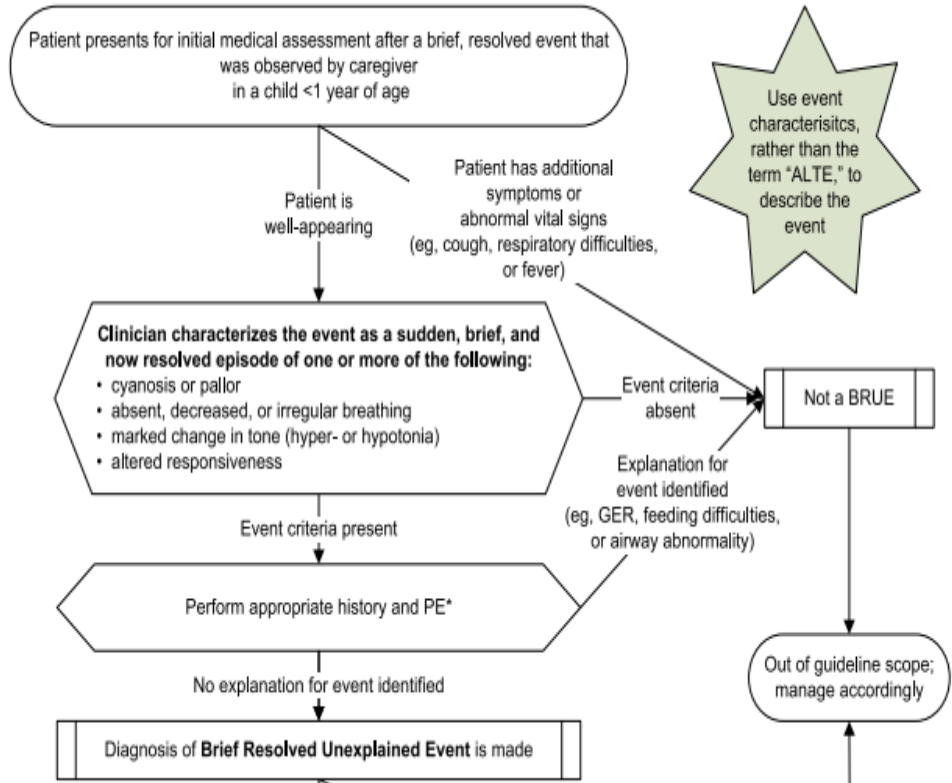 Patient presents for initial medical assessment after a brief, resolved event that
was observed by caregiver
in a child <1 year of age
Use event
characterisitcs,
rather than the
term “ALTE,” to
describe the
event
Patient is
well-appearing
Patient has additional
symptoms or
abnormal vital signs
(eg, cough, respiratory difficulties,
or fever)
Clinician characterizes the event as a sudden, brief, and
now resolved episode of one or more of the following:
• cyanosis or pallor
• absent, decreased, or irregular breathing
• marked change in tone (hyper- or hypotonia)
• altered responsiveness
Event criteria
absent
Not a BRUE
Explanation for
event identified
(eg, GER, feeding difficulties,
or airway abnormality)
Event criteria present
Perform appropriate history and PE*
Out of guideline scope;
manage accordingly
No explanation for event identified
Diagnosis of Brief Resolved Unexplained Event is made